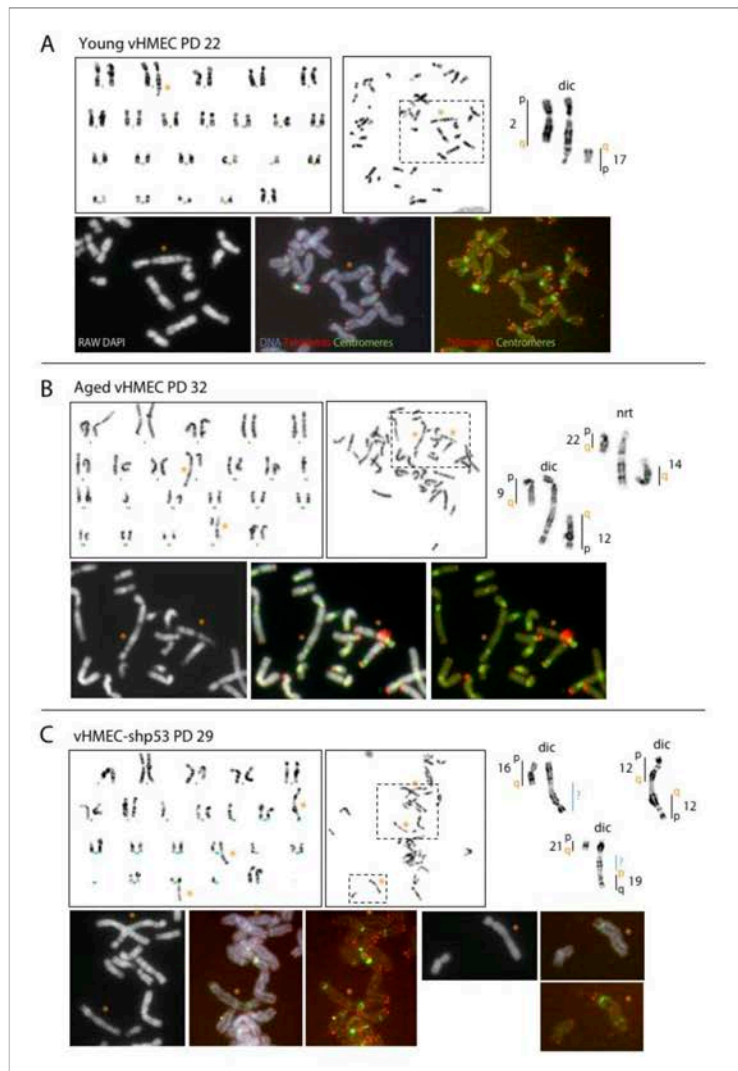 A
Young vHMEC PD 22
dic
p
2
q
q
17
p
RAW DAPI
DNA Telomeres Centromeres
Telomeres Centromeres
B
Aged vHMEC PD 32
nrt
p
22
q
14
q
dic
p
9
q
q
12
p
C
vHMEC-shp53 PD 29
dic
p
16
q
?
dic
p
12
q
q
12
p
dic
p
21
q
?
p
19
q